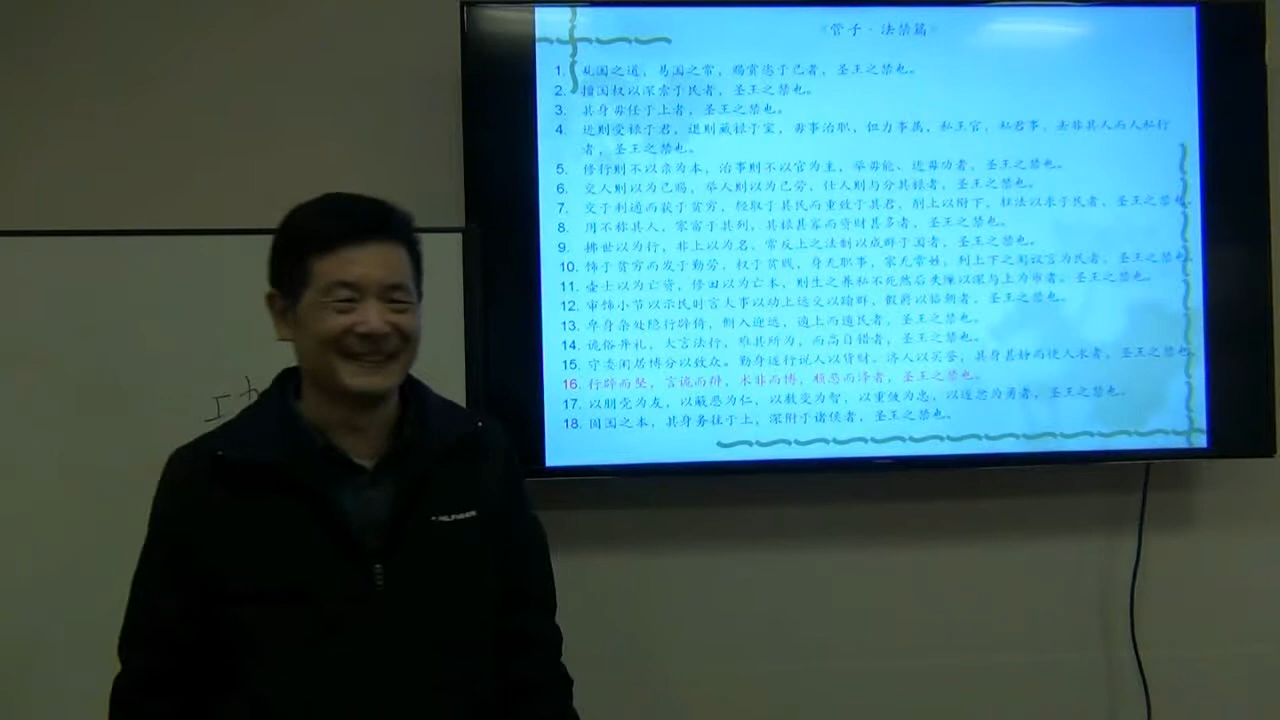 《管子·法禁篇》
1. 乱国之道，易国之常，赐赏恣于己者，圣王之禁也。
2. 擅国权以深索于民者，圣王之禁也。
3. 其身毋任于上者，圣王之禁也。
4. 进则受禄于君，退则藏禄于室，毋事治职，但力事属，私王官，私君事，去非其人而人私行
者，圣王之禁也。
5. 修行则不以亲为本，治事则不以官为主，举毋能、进毋功者，圣王之禁也。
6. 交人则以为己赐，举人则以为己劳，仕人则与分其禄者，圣王之禁也。
7. 交于利通而获于贫穷，轻取于其民而重致于其君，削上以附下，枉法以求于民者，圣王之禁也
8. 用不称其人，家富于其列，其禄甚寡而资财甚多者，圣王之禁也。
9. 拂世以为行，非上以为名，常反上之法制以成群于国者，圣王之禁也。
10. 饰于贫穷而发于勤劳，权于贫贱，身无职事，家无常姓，列上下之间议言为民者，圣王之禁也
11. 壶士以为亡资，修田以为亡本，则生之养私不死然后失矫以深与上为市者。圣王之禁也。
12. 审饰小节以示民时言大事以动上远交以踰群，假爵以临朝者，圣王之禁也。
13. 卑身杂处隐行辟倚，侧入迎远，遁上而遁民者，圣王之禁也。
14. 诡俗异礼，大言法行，难其所为，而高自错者，圣王之禁也。
15. 守委闲居博分以致众。勤身遂行说人以货财，济人以买誉，其身甚静而使人求者，圣王之禁也
16. 行辟而坚，言诡而辩，术非而博，顺恶而泽者，圣王之禁也。
17. 以朋党为友，以蔽恶为仁，以数变为智，以重敛为忠，以遂忿为勇者，圣王之禁也。
18. 固国之本，其身务往于上，深附于诸侯者，圣王之禁也。